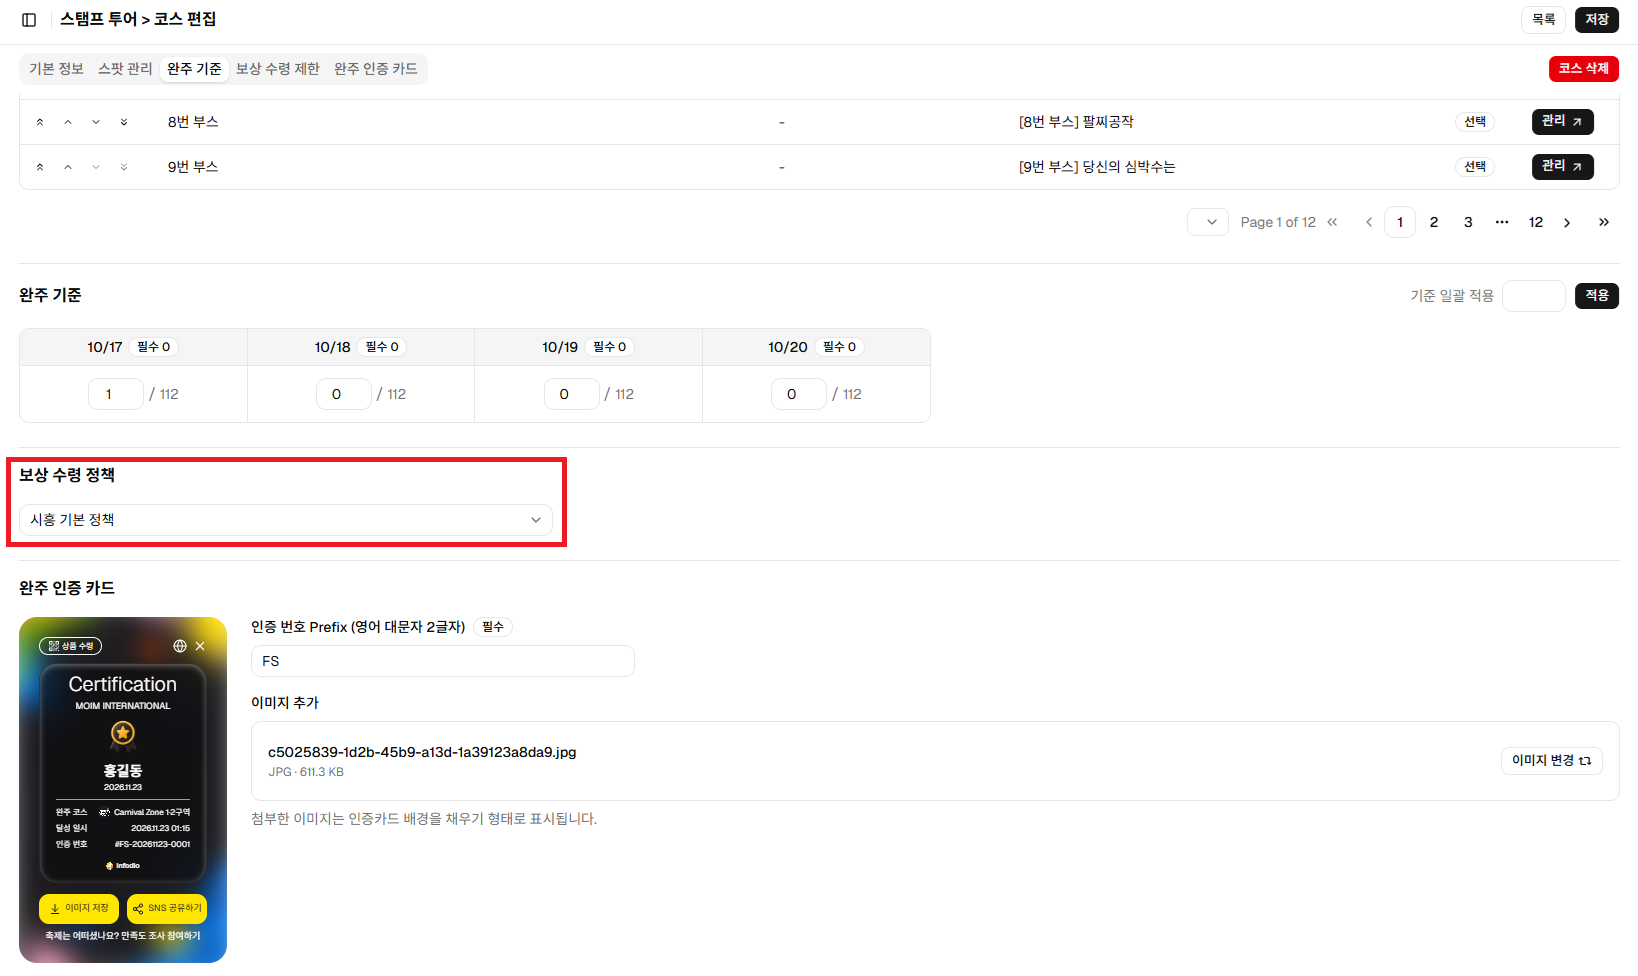 스탬프 투어 > 코스 편집
목록
저장
기본 정보
스팟 관리
완주 기준
보상 수령 제한
완주 인증 카드
코스 삭제
8번 부스
-
[8번 부스] 팔찌공작
선택
관리
9번 부스
-
[9번 부스] 당신의 심박수는
선택
관리
Page 1 of 12
1
2
3
•••
12
완주 기준
기준 일괄 적용
적용
10/17 필수 0
10/18 필수 0
10/19 필수 0
10/20 필수 0
1 / 112
0 / 112
0 / 112
0 / 112
보상 수령 정책
시흥 기본 정책
완주 인증 카드
상품 수령
Certification
MOIM INTERNATIONAL
홍길동
2026.11.23
완주 코스 Carnival Zone 1-2구역
달성 일시 2026.11.23 01:15
인증 번호 #FS-20261123-0001
Infodio
이미지 저장
SNS 공유하기
축제는 어떠셨나요? 만족도 조사 참여하기
인증 번호 Prefix (영어 대문자 2글자) 필수
FS
이미지 추가
c5025839-1d2b-45b9-a13d-1a39123a8da9.jpg
JPG · 611.3 KB
이미지 변경
첨부한 이미지는 인증카드 배경을 채우기 형태로 표시됩니다.